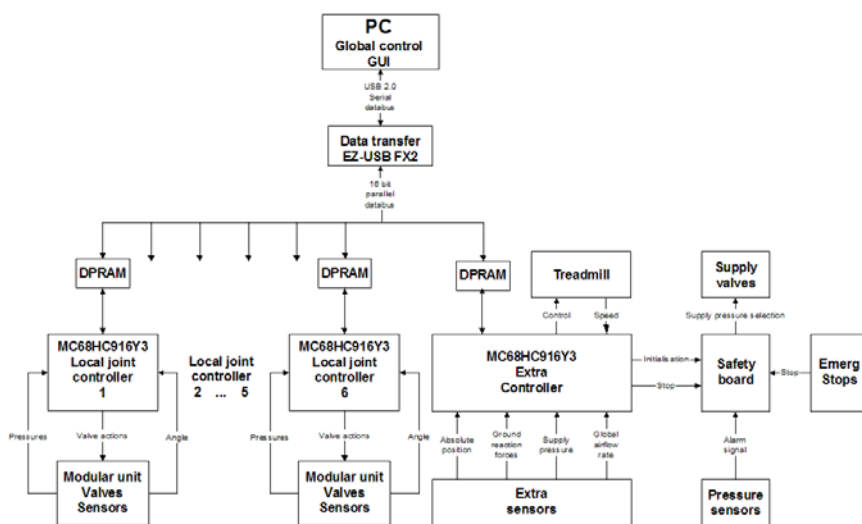 PC
Global control
GUI
USB 2.0
Serial
databus
Data transfer
EZ-USB FX2
16 bit
parallel
databus
DPRAM
DPRAM
DPRAM
Treadmill
Supply
valves
Control
Speed
Supply pressure selection
MC68HC916Y3
Local joint
controller
1
Local joint
controller
2 ... 5
MC68HC916Y3
Local joint
controller
6
MC68HC916Y3
Extra
Controller
Initialisation
Stop
Safety
board
Stop
Emerg
Stops
Pressures
Valve actions
Angle
Pressures
Valve actions
Angle
Absolute
position
Ground
reaction
forces
Supply
pressure
Global
airflow
rate
Alarm
signal
Modular unit
Valves
Sensors
Modular unit
Valves
Sensors
Extra
sensors
Pressure
sensors